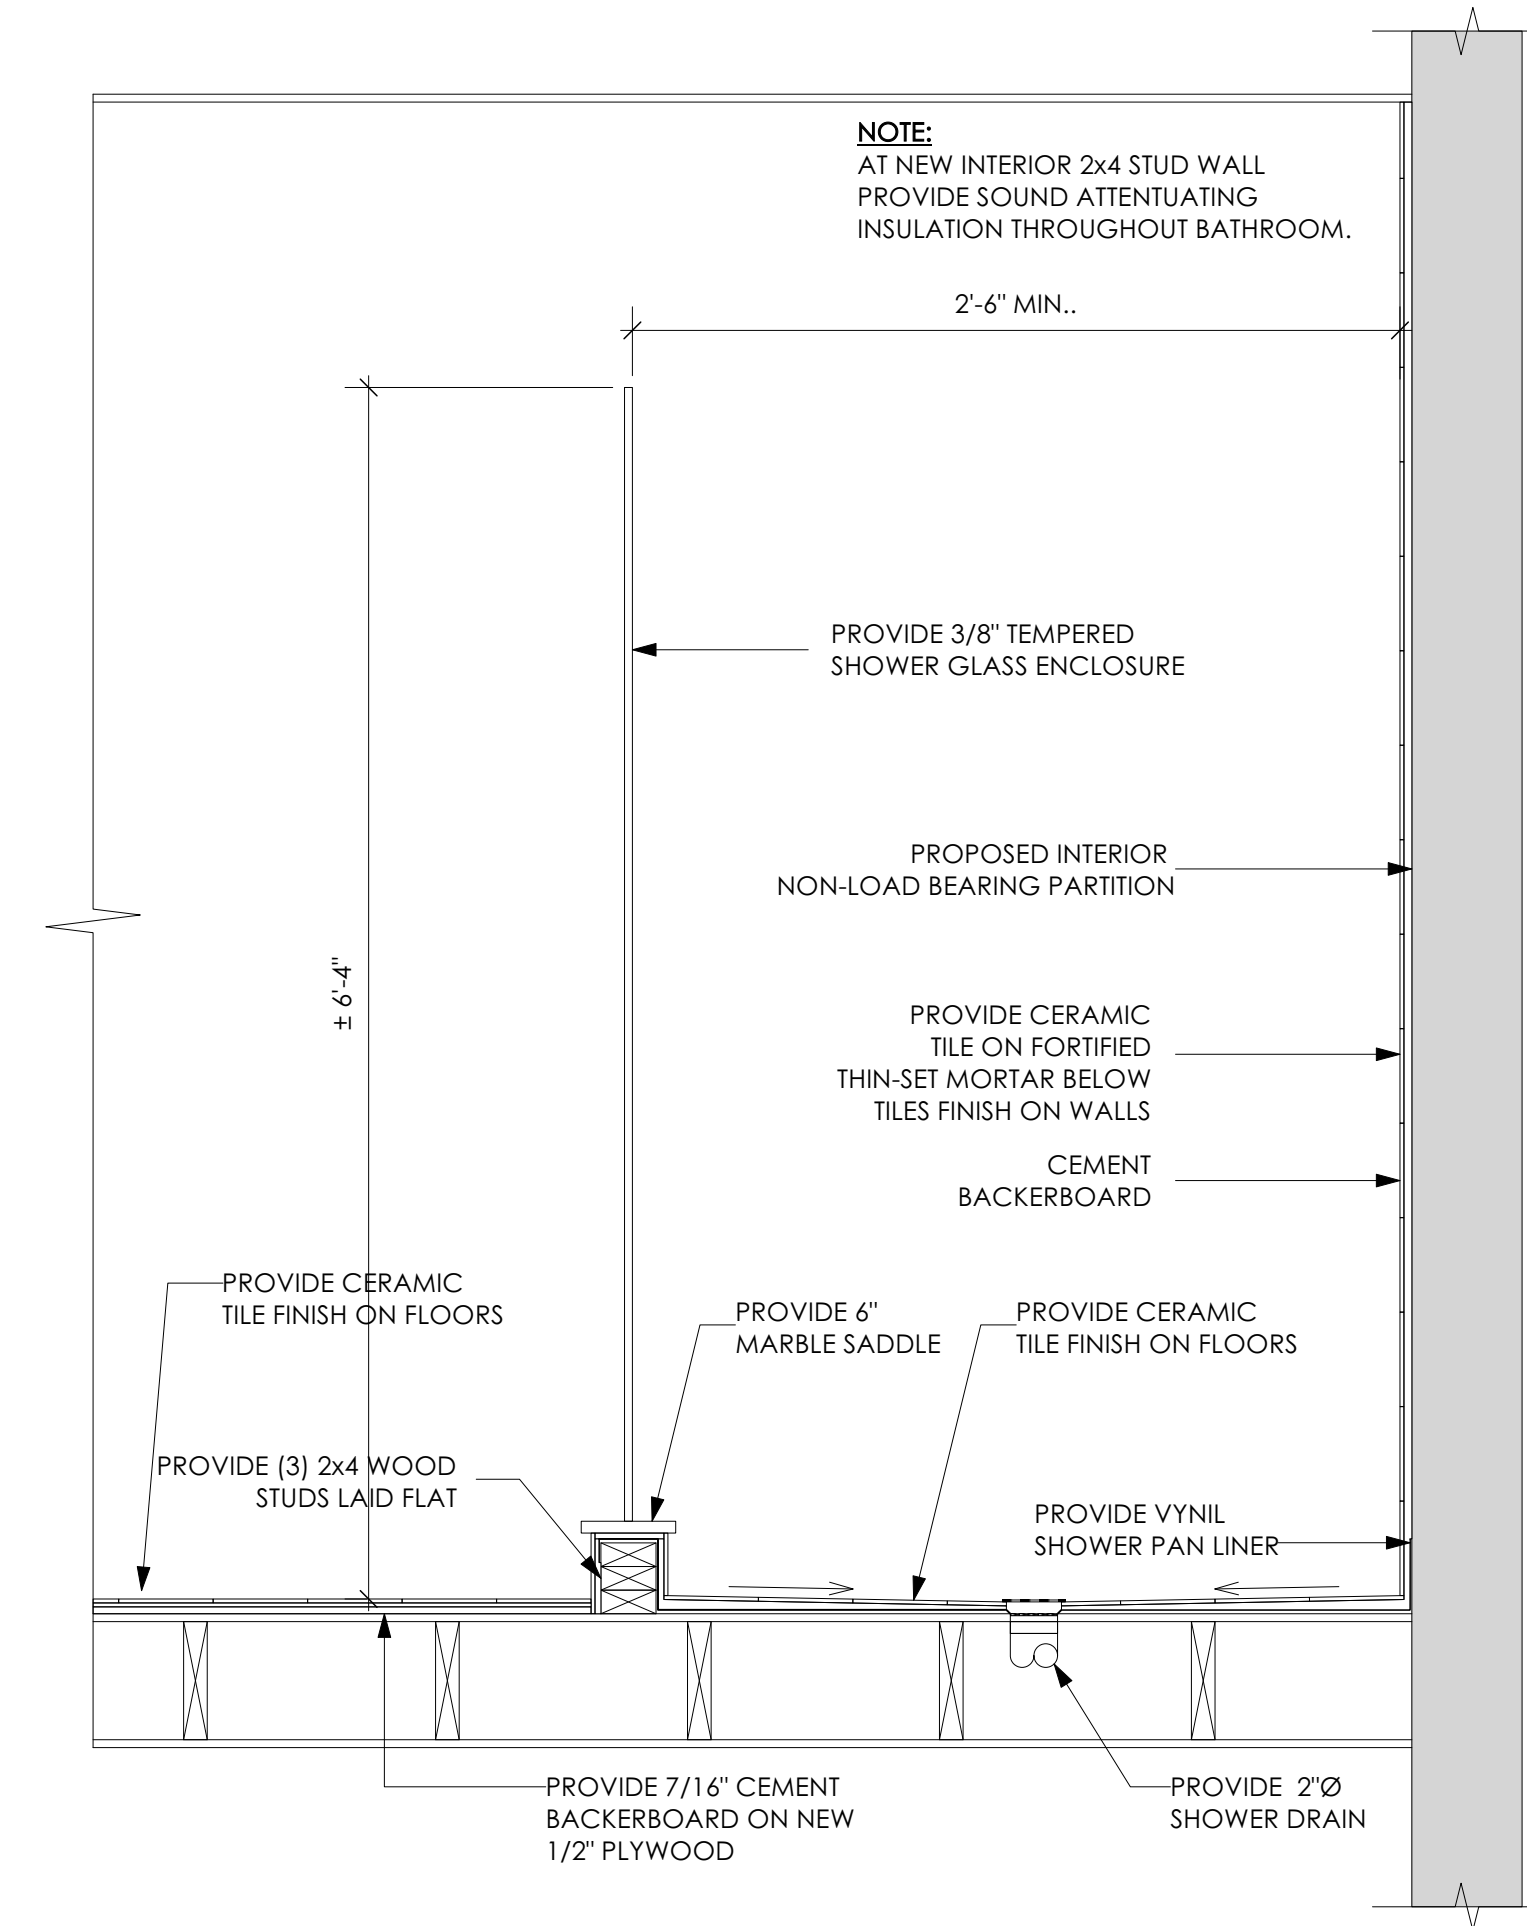 NOTE:
AT NEW INTERIOR 2x4 STUD WALL
PROVIDE SOUND ATTENTUATING
INSULATION THROUGHOUT BATHROOM.
2'-6" MIN..
PROVIDE 3/8" TEMPERED
SHOWER GLASS ENCLOSURE
PROPOSED INTERIOR
NON-LOAD BEARING PARTITION
± 6'-4"
PROVIDE CERAMIC
TILE ON FORTIFIED
THIN-SET MORTAR BELOW
TILES FINISH ON WALLS
CEMENT
BACKERBOARD
PROVIDE CERAMIC
TILE FINISH ON FLOORS
PROVIDE 6"
MARBLE SADDLE
PROVIDE CERAMIC
TILE FINISH ON FLOORS
PROVIDE (3) 2x4 WOOD
STUDS LAID FLAT
PROVIDE VYNIL
SHOWER PAN LINER
PROVIDE 7/16" CEMENT
BACKERBOARD ON NEW
1/2" PLYWOOD
PROVIDE 2"Ø
SHOWER DRAIN